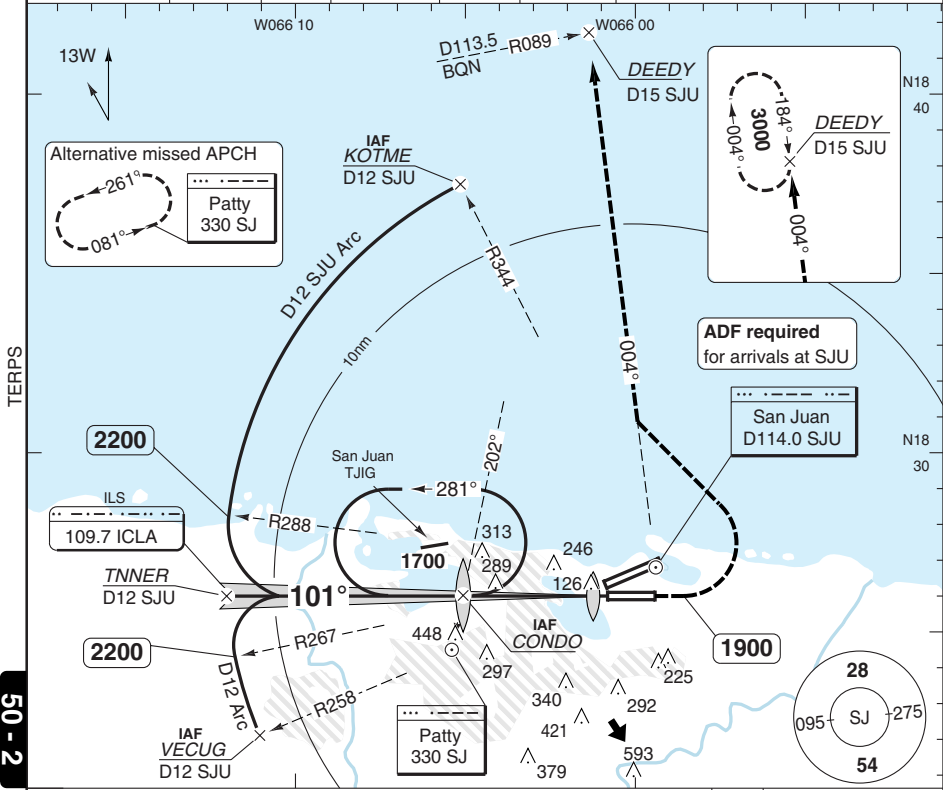 W066 10
W066 00
13W
D113.5
BQN
R089
DEEDY
D15 SJU
N18
40
184°
3000
004°
DEEDY
D15 SJU
004°
Alternative missed APCH
261°
081°
Patty
330 SJ
IAF
KOTME
D12 SJU
D12 SJU Arc
R344
10nm
004°
ADF required
for arrivals at SJU
TERPS
San Juan
D114.0 SJU
2200
N18
30
San Juan
TJIG
202°
281°
ILS
109.7 ICLA
R288
1700
313
289
246
126
TNNER
D12 SJU
101°
IAF
CONDO
448
297
2200
R267
1900
D12 Arc
R258
225
340
292
421
593
379
IAF
VECUG
D12 SJU
Patty
330 SJ
28
095
SJ
275
54
50 - 2